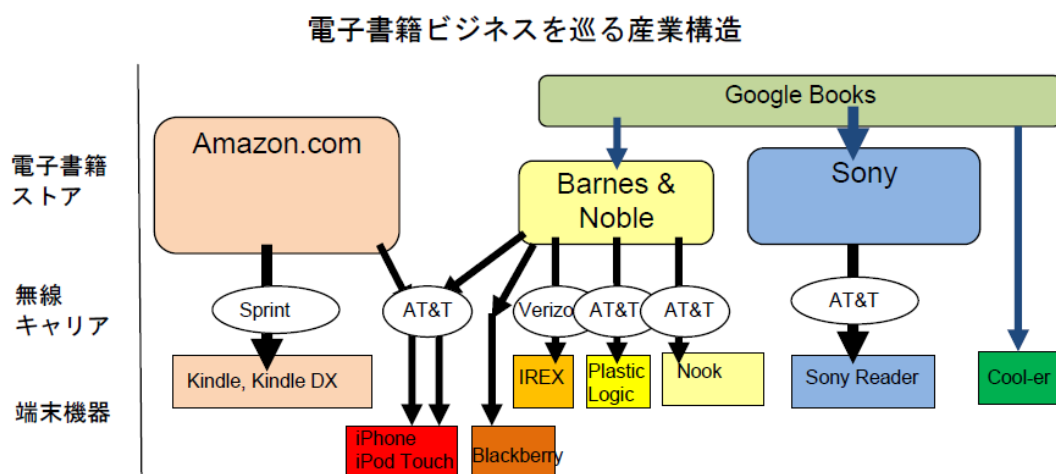 電子書籍ビジネスを巡る産業構造
Google Books
Amazon.com
電子書籍
ストア
Barnes &
Noble
Sony
無線
キャリア
Sprint
AT&T
Verizo
AT&T
AT&T
AT&T
端末機器
Kindle, Kindle DX
IREX
Plastic
Logic
Nook
Sony Reader
Cool-er
iPhone
iPod Touch
Blackberry